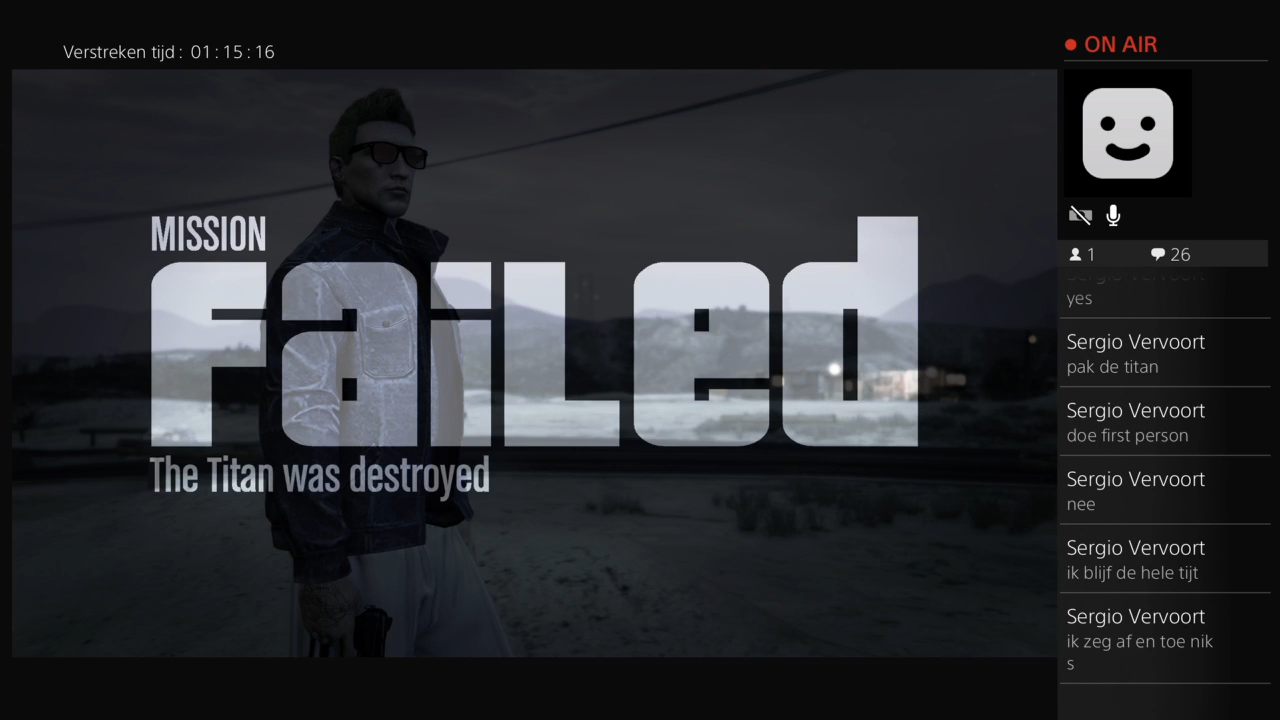 Verstreken tijd: 01:15:16
MISSION
FAILED
The Titan was destroyed
ON AIR
1 26
Sergio Vervoort
yes
Sergio Vervoort
pak de titan
Sergio Vervoort
doe first person
Sergio Vervoort
nee
Sergio Vervoort
ik blijf de hele tijt
Sergio Vervoort
ik zeg af en toe nik
s